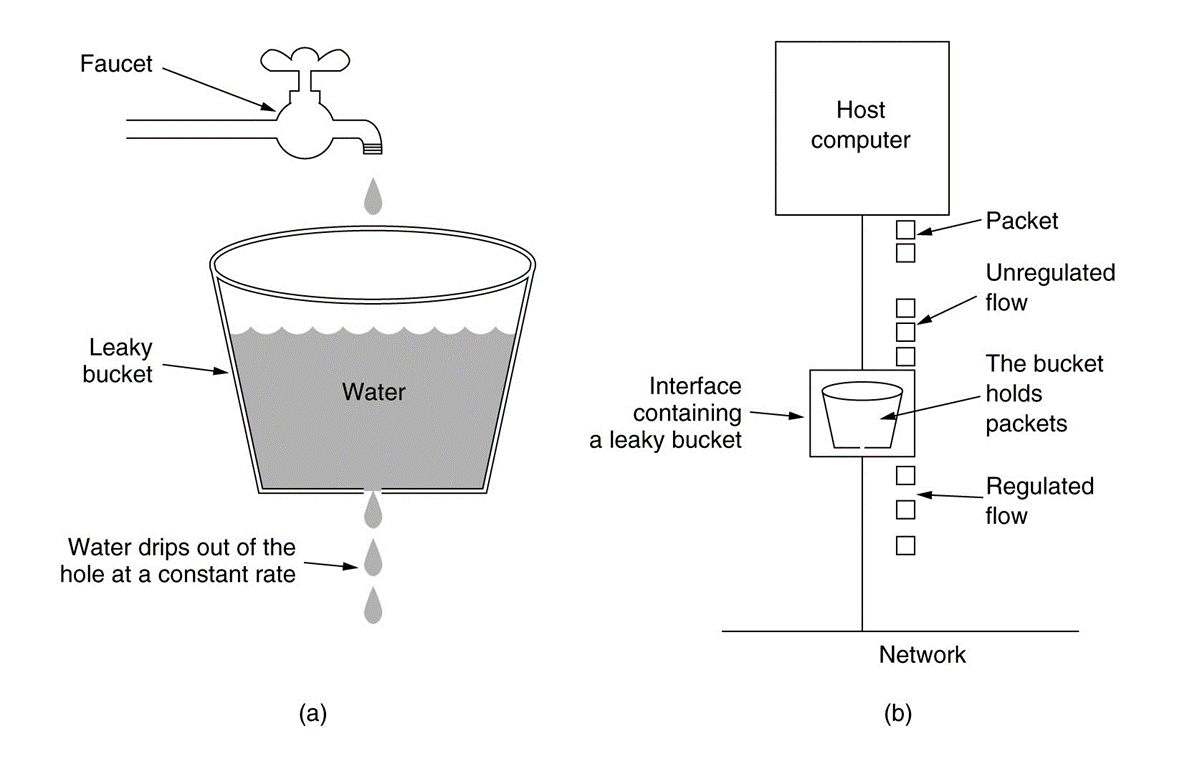 Faucet
Leaky
bucket
Water
Water drips out of the
hole at a constant rate
(a)
Host
computer
Packet
Unregulated
flow
The bucket
holds
packets
Interface
containing
a leaky bucket
Regulated
flow
Network
(b)